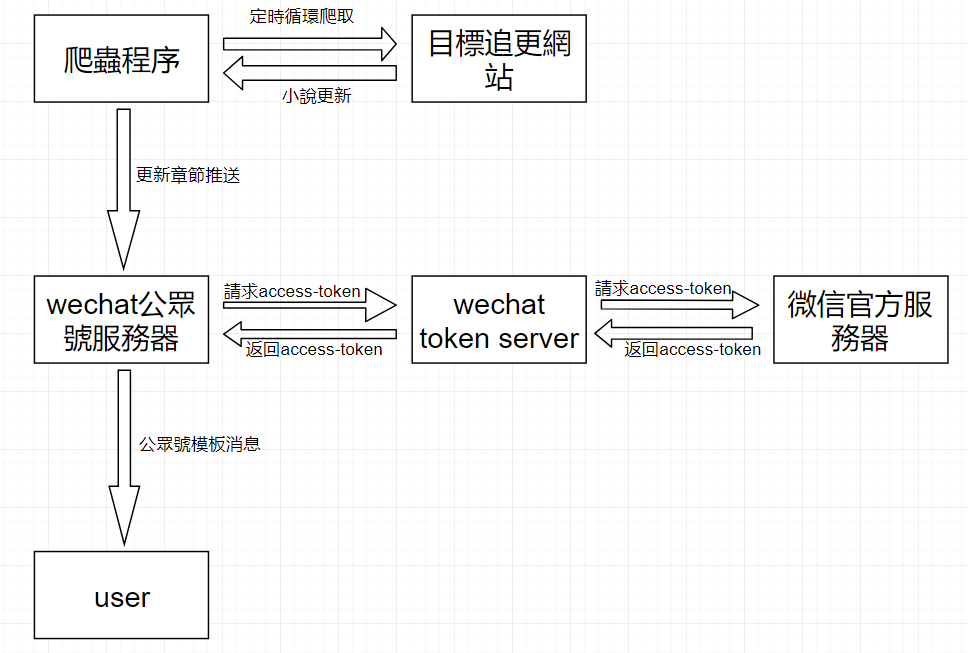 定時循環爬取
爬蟲程序
目標追更網
站
小說更新
更新章節推送
wechat公眾
號服務器
請求access-token
返回access-token
wechat
token server
請求access-token
返回access-token
微信官方服
務器
公眾號模板消息
user